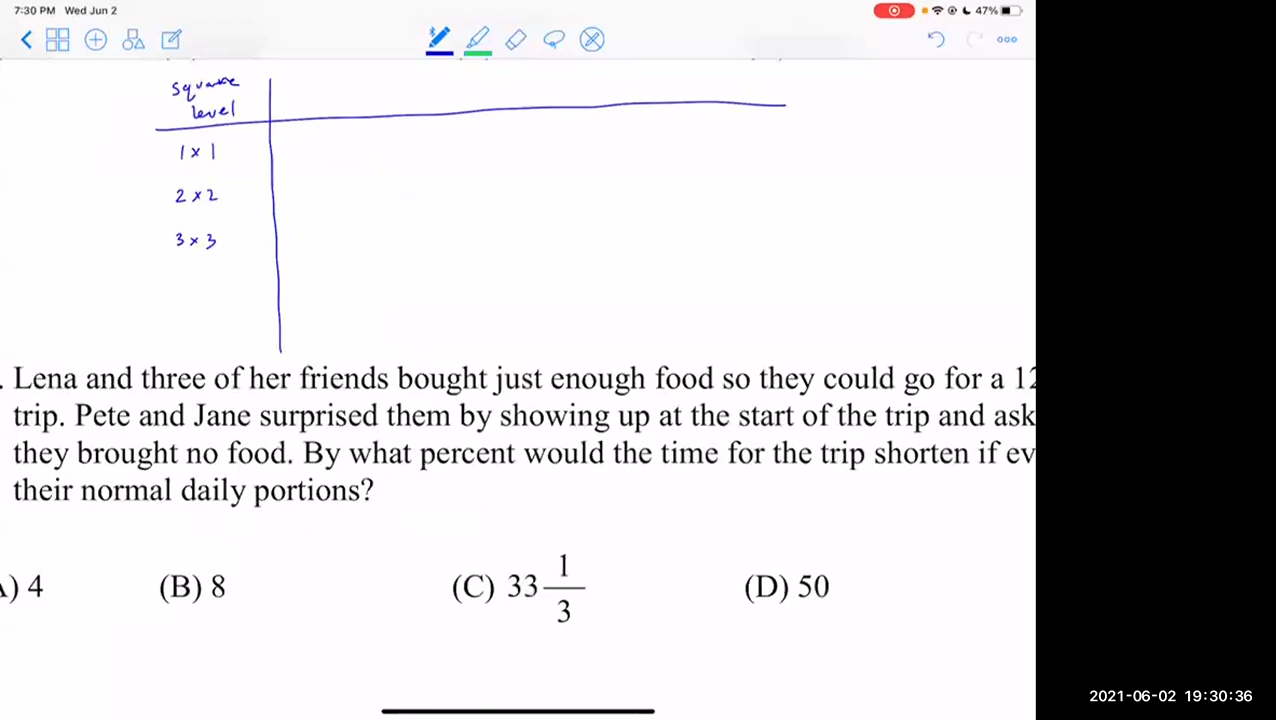 7:30 PM Wed Jun 2
47%
square
level
1 x 1
2 x 2
3 x 3
. Lena and three of her friends bought just enough food so they could go for a 12
trip. Pete and Jane surprised them by showing up at the start of the trip and ask
they brought no food. By what percent would the time for the trip shorten if ev
their normal daily portions?
) 4
(B) 8
(C) 33 1/3
(D) 50
2021-06-02 19:30:36